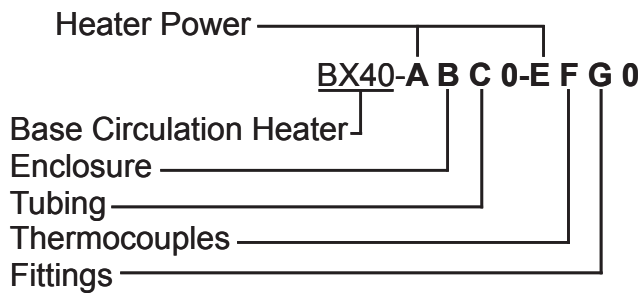 Heater Power
BX40-A B C 0-E F G 0
Base Circulation Heater
Enclosure
Tubing
Thermocouples
Fittings